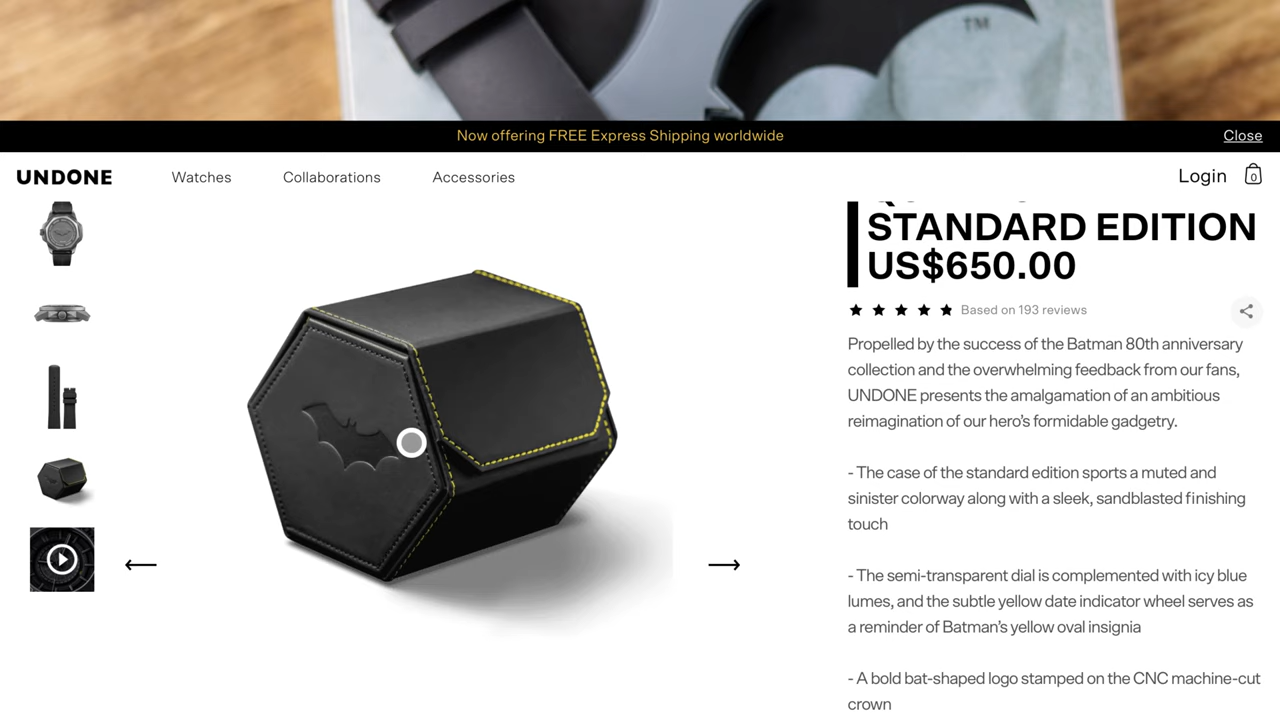 TM
Now offering FREE Express Shipping worldwide
Close
UNDONE
Watches
Collaborations
Accessories
Login
0
STANDARD EDITION
US$650.00
Based on 193 reviews
Propelled by the success of the Batman 80th anniversary
collection and the overwhelming feedback from our fans,
UNDONE presents the amalgamation of an ambitious
reimagination of our hero’s formidable gadgetry.
- The case of the standard edition sports a muted and
sinister colorway along with a sleek, sandblasted finishing
touch
- The semi-transparent dial is complemented with icy blue
lumes, and the subtle yellow date indicator wheel serves as
a reminder of Batman’s yellow oval insignia
- A bold bat-shaped logo stamped on the CNC machine-cut
crown